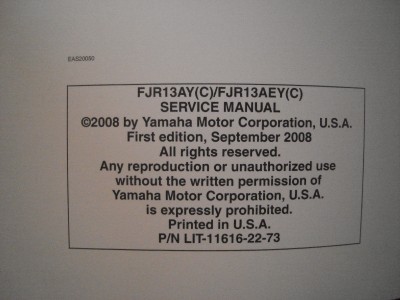 EAS20050
FJR13AY(C)/FJR13AEY(C)
SERVICE MANUAL
©2008 by Yamaha Motor Corporation, U.S.A.
First edition, September 2008
All rights reserved.
Any reproduction or unauthorized use
without the written permission of
Yamaha Motor Corporation, U.S.A.
is expressly prohibited.
Printed in U.S.A.
P/N LIT-11616-22-73